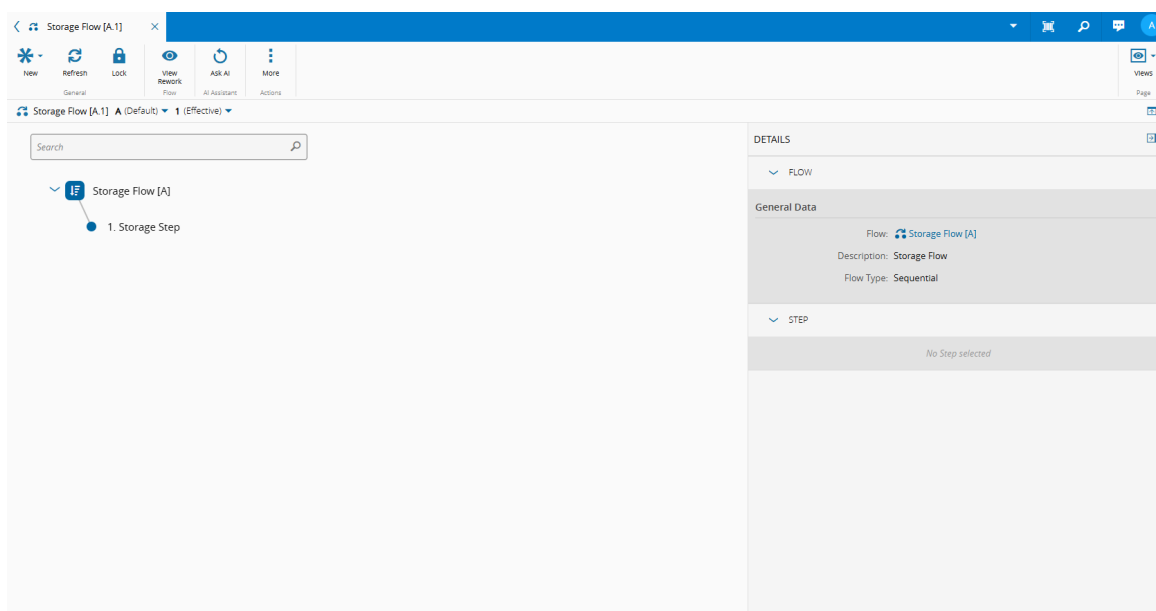 Storage Flow [A.1]
A
New
Refresh
Lock
View Rework
Ask AI
More
Views
General
Flow
AI Assistant
Actions
Page
Storage Flow [A.1] A (Default) 1 (Effective)
Search
Storage Flow [A]
1. Storage Step
DETAILS
FLOW
General Data
Flow: Storage Flow [A]
Description: Storage Flow
Flow Type: Sequential
STEP
No Step selected